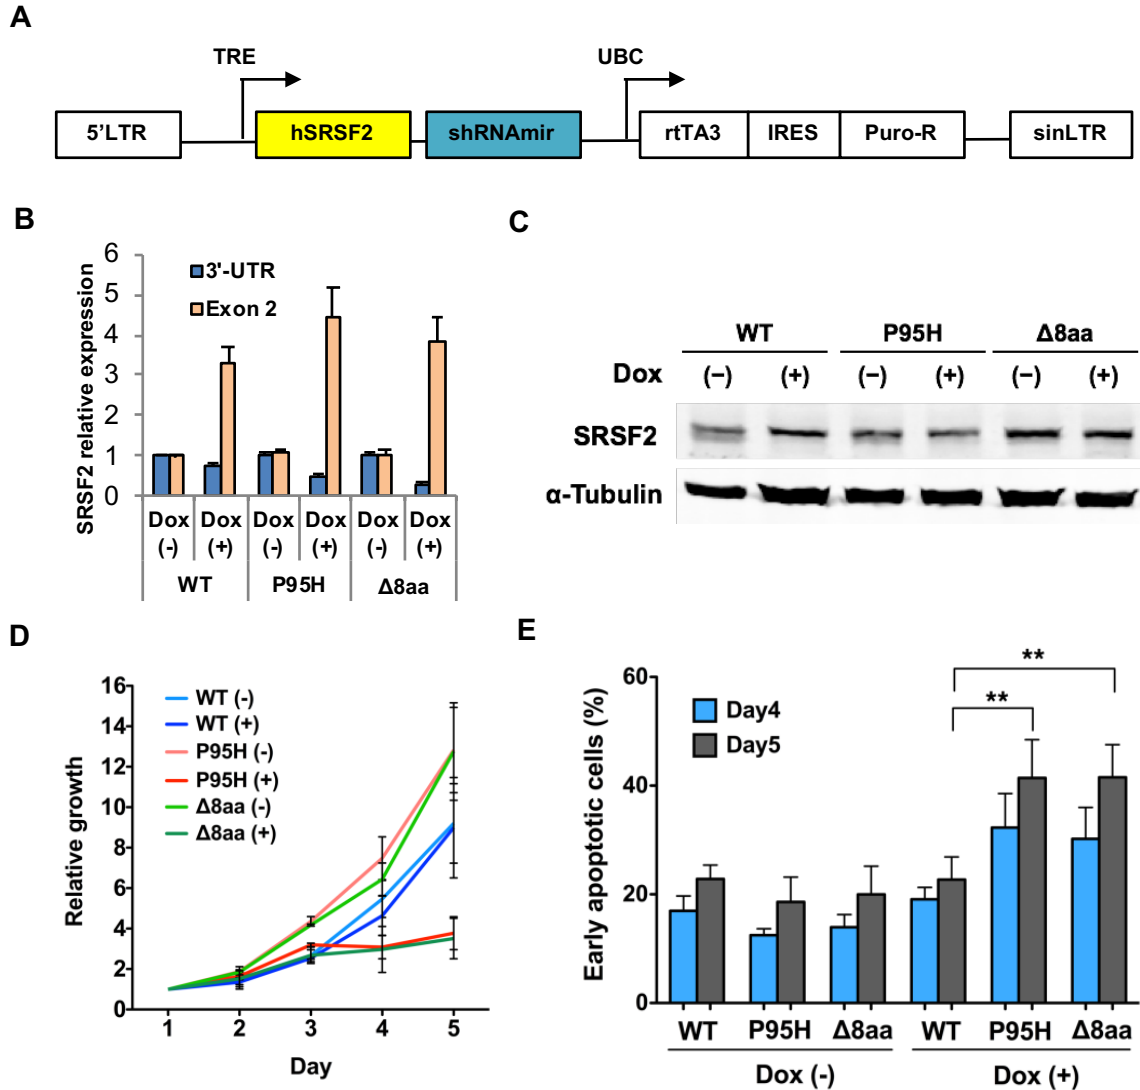 A
TRE
UBC
5'LTR
hSRSF2
shRNAmir
rtTA3
IRES
Puro-R
sinLTR
B
SRSF2 relative expression
6
5
4
3
2
1
0
3'-UTR
Exon 2
Dox (-)
Dox (+)
Dox (-)
Dox (+)
Dox (-)
Dox (+)
WT
P95H
Δ8aa
C
WT
P95H
Δ8aa
Dox
(−)
(+)
(−)
(+)
(−)
(+)
SRSF2
α-Tubulin
D
Relative growth
16
14
12
10
8
6
4
2
0
WT (-)
WT (+)
P95H (-)
P95H (+)
Δ8aa (-)
Δ8aa (+)
1
2
3
4
5
Day
E
Early apoptotic cells (%)
60
40
20
0
Day4
Day5
**
**
WT
P95H
Δ8aa
WT
P95H
Δ8aa
Dox (-)
Dox (+)